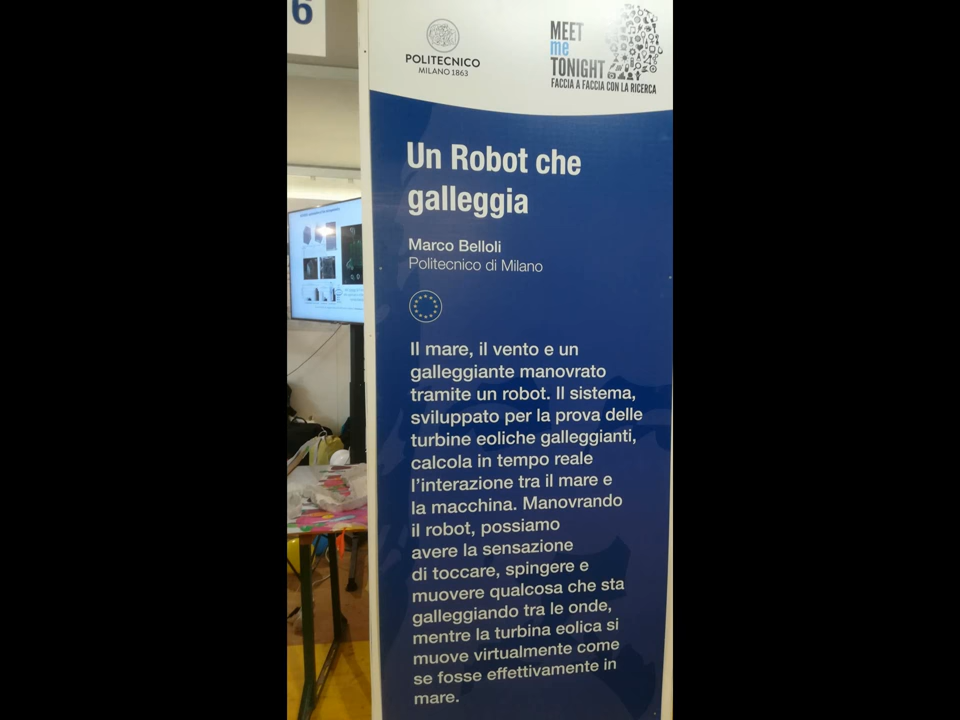 6
POLITECNICO
MILANO 1863
MEET
me
TONIGHT
FACCIA A FACCIA CON LA RICERCA
Un Robot che
galleggia
Marco Belloli
Politecnico di Milano
Il mare, il vento e un
galleggiante manovrato
tramite un robot. Il sistema,
sviluppato per la prova delle
turbine eoliche galleggianti,
calcola in tempo reale
l'interazione tra il mare e
la macchina. Manovrando
il robot, possiamo
avere la sensazione
di toccare, spingere e
muovere qualcosa che sta
galleggiando tra le onde,
mentre la turbina eolica si
muove virtualmente come
se fosse effettivamente in
mare.